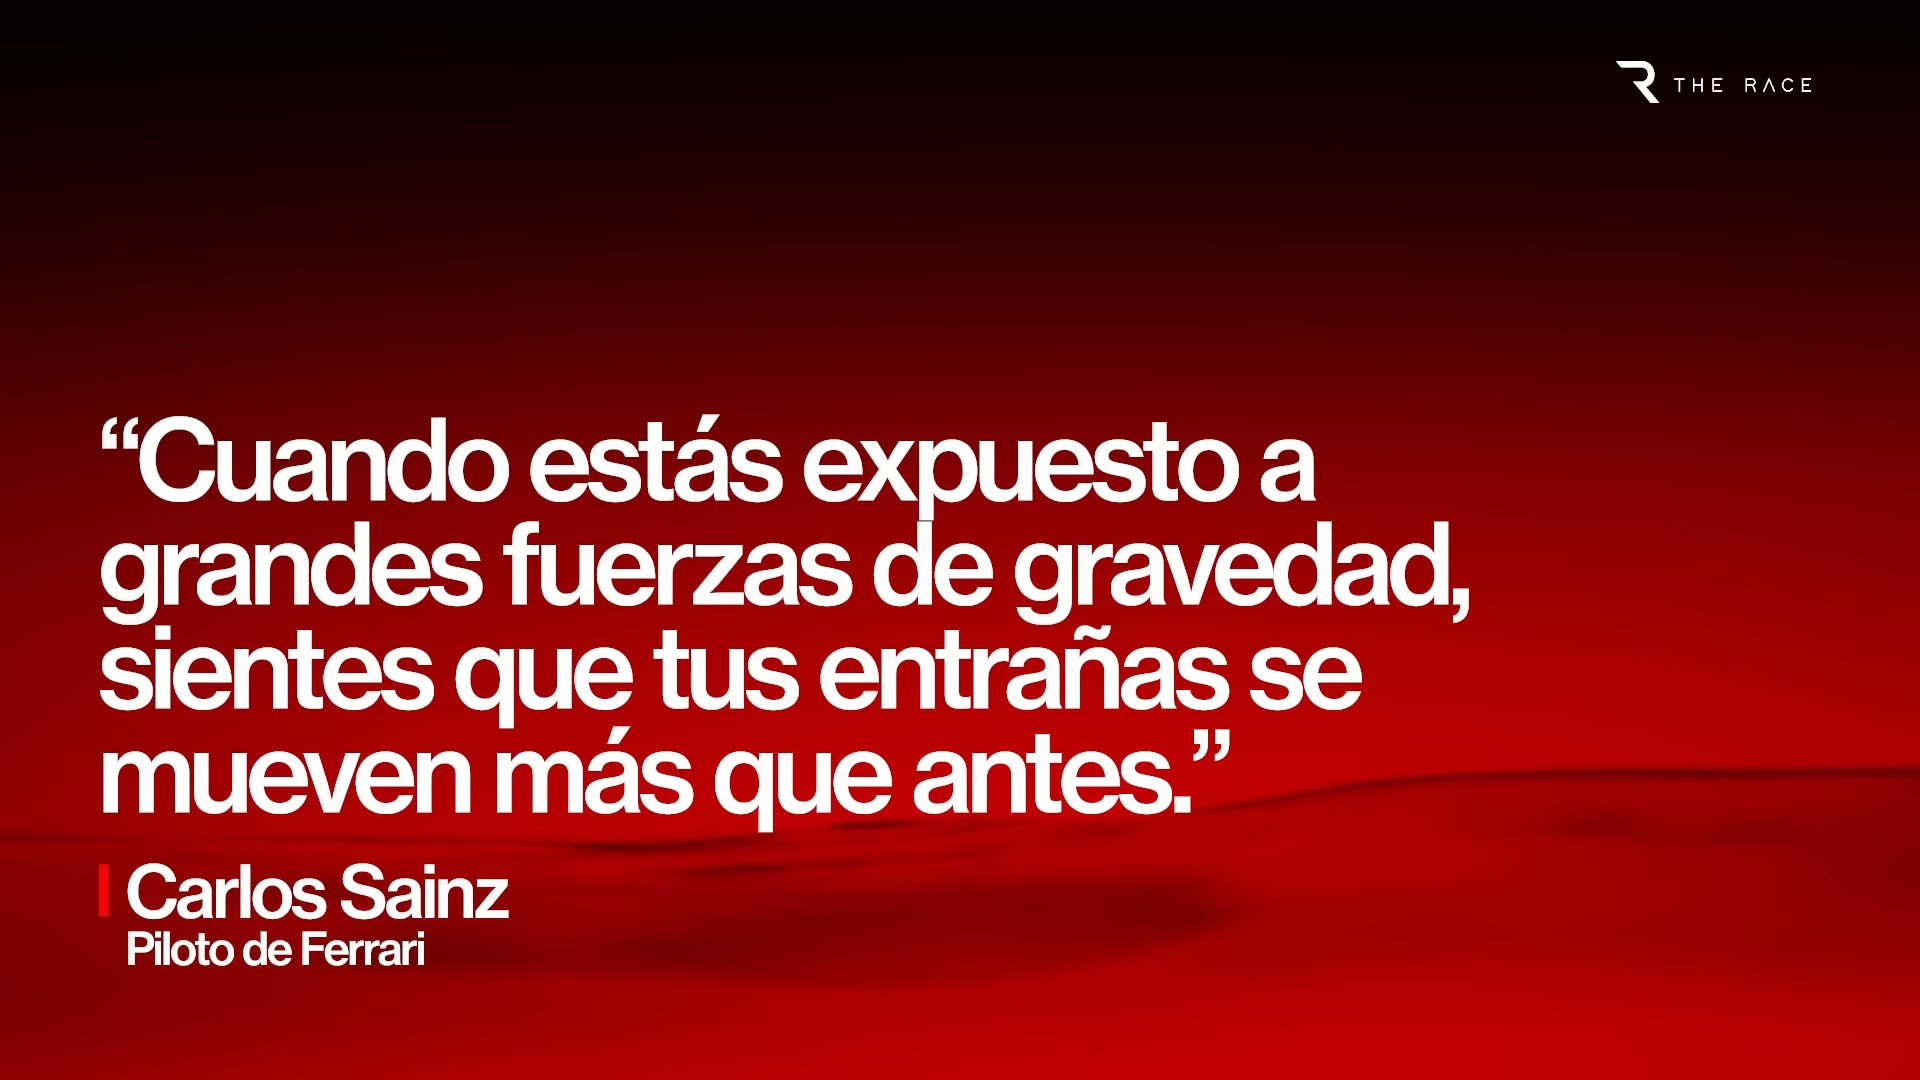 THE RACE
“Cuando estás expuesto a
grandes fuerzas de gravedad,
sientes que tus entrañas se
mueven más que antes.”
Carlos Sainz
Piloto de Ferrari